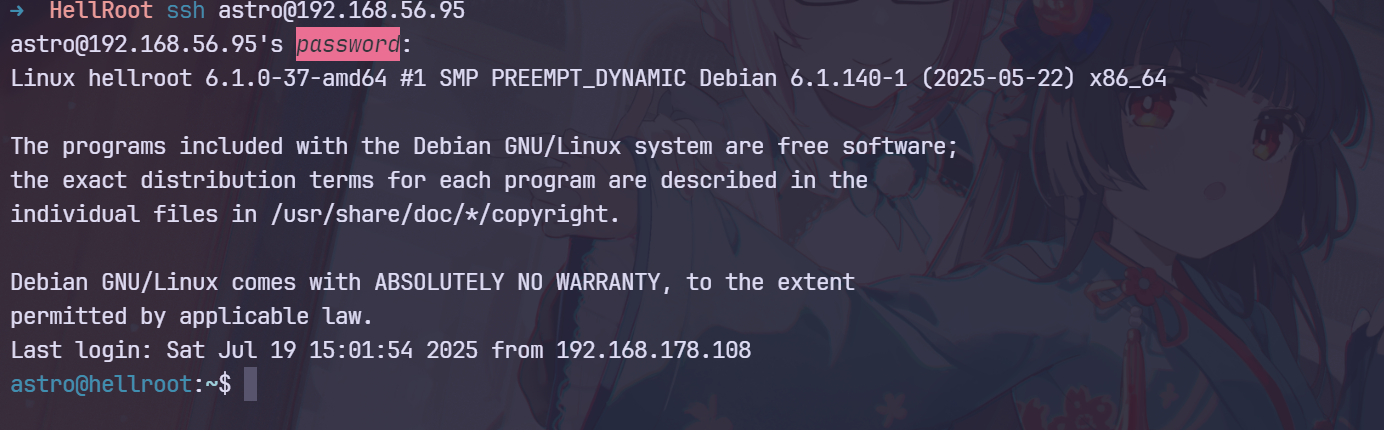 → HellRoot ssh astro@192.168.56.95
astro@192.168.56.95's password:
Linux hellroot 6.1.0-37-amd64 #1 SMP PREEMPT_DYNAMIC Debian 6.1.140-1 (2025-05-22) x86_64
The programs included with the Debian GNU/Linux system are free software;
the exact distribution terms for each program are described in the
individual files in /usr/share/doc/*/copyright.
Debian GNU/Linux comes with ABSOLUTELY NO WARRANTY, to the extent
permitted by applicable law.
Last login: Sat Jul 19 15:01:54 2025 from 192.168.178.108
astro@hellroot:~$